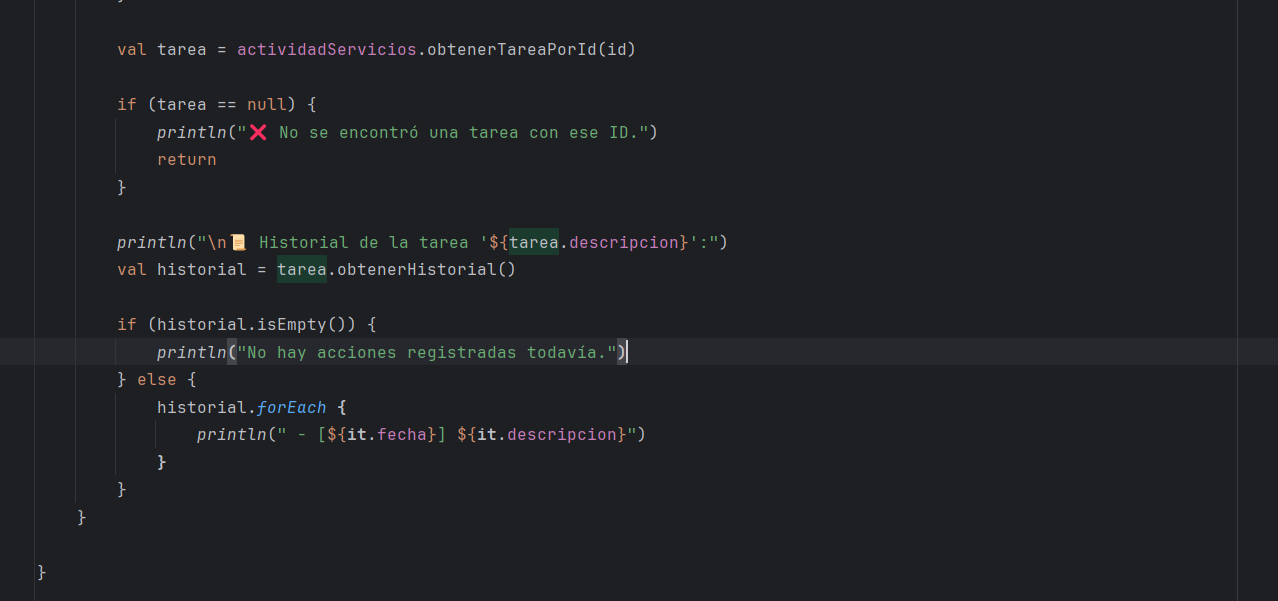 val tarea = actividadServicios.obtenerTareaPorId(id)
if (tarea == null) {
println("❌ No se encontró una tarea con ese ID.")
return
}
println("\n📜 Historial de la tarea '${tarea.descripcion}':")
val historial = tarea.obtenerHistorial()
if (historial.isEmpty()) {
println("No hay acciones registradas todavía.")
} else {
historial.forEach {
println(" - [${it.fecha}] ${it.descripcion}")
}
}
}
}